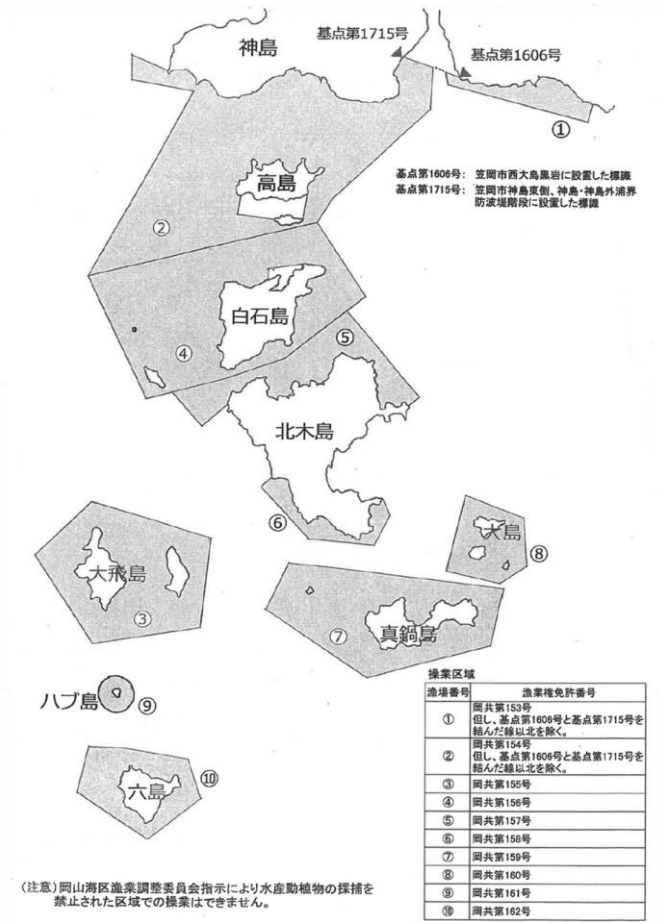 神島
基点第1715号
基点第1606号
①
基点第1606号： 笠岡市西大島黒岩に設置した標識
基点第1715号： 笠岡市神島東側、神島・神島外浦界
防波堤階段に設置した標識
高島
②
白石島
④
⑤
北木島
⑥
大島
⑧
大飛島
③
真鍋島
⑦
ハブ島
⑨
六島
⑩
操業区域
漁場番号 漁業権免許番号
① 岡共第153号
但し、基点第1606号と基点第1715号を
結んだ線以北を除く。
② 岡共第154号
但し、基点第1606号と基点第1715号を
結んだ線以北を除く。
③ 岡共第155号
④ 岡共第156号
⑤ 岡共第157号
⑥ 岡共第158号
⑦ 岡共第159号
⑧ 岡共第160号
⑨ 岡共第161号
⑩ 岡共第162号
（注意）岡山海区漁業調整委員会指示により水産動植物の採捕を
禁止された区域での操業はできません。